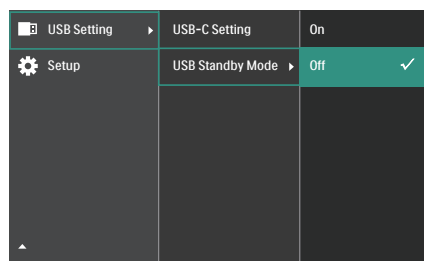 USB Setting
Setup
USB-C Setting
USB Standby Mode
On
Off